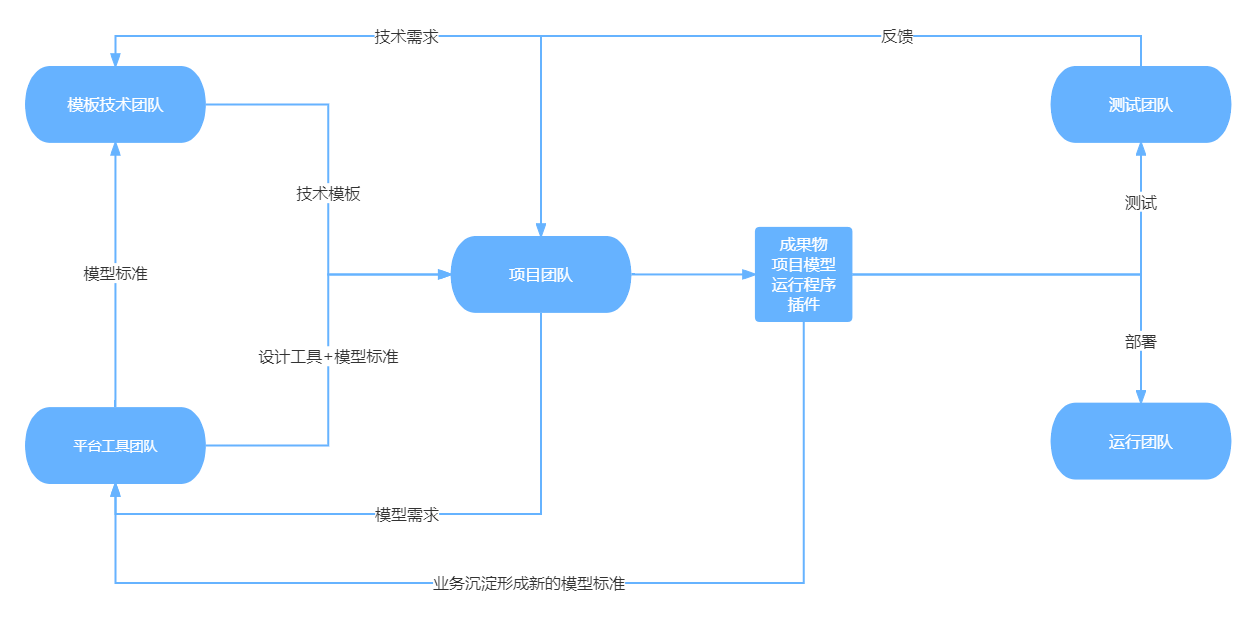 技术需求
反馈
模板技术团队
测试团队
技术模板
测试
成果物
项目模型
运行程序
插件
项目团队
模型标准
部署
设计工具+模型标准
平台工具团队
运行团队
模型需求
业务沉淀形成新的模型标准